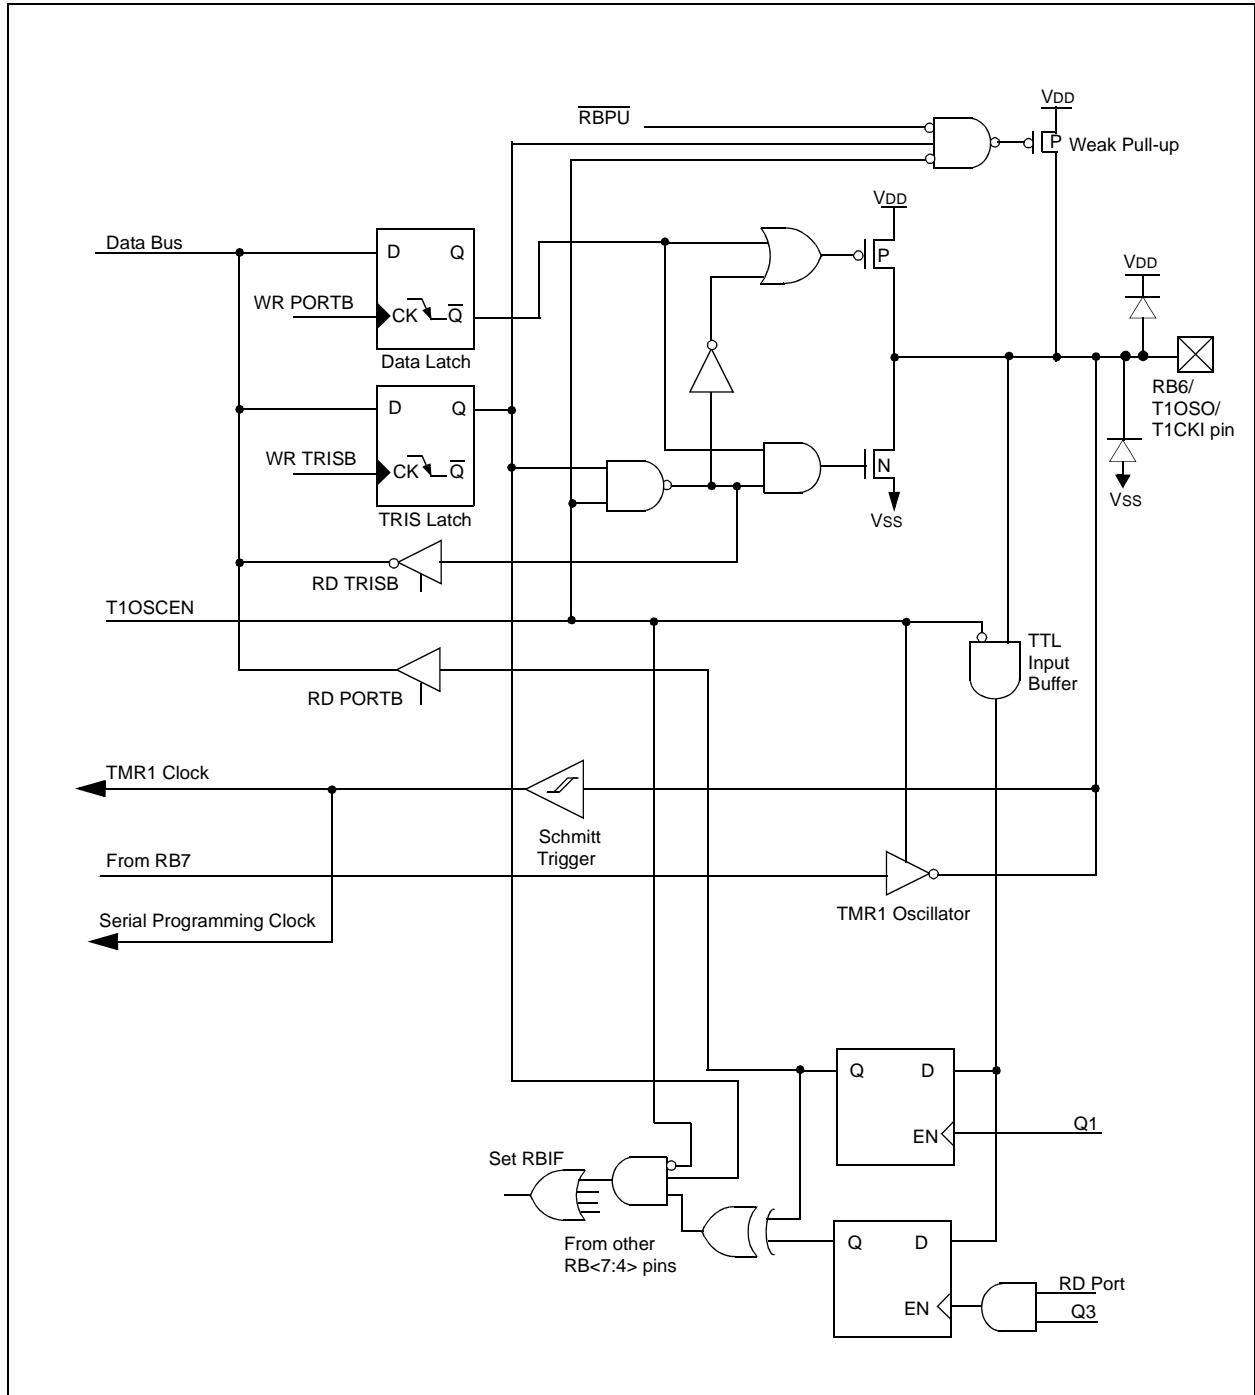 VDD
RBPU
P
Weak Pull-up
VDD
Data Bus
D
Q
P
VDD
WR PORTB
CK
Q
Data Latch
RB6/
T1OSO/
T1CKI pin
D
Q
WR TRISB
CK
Q
N
VSS
VSS
TRIS Latch
RD TRISB
T1OSCEN
TTL
Input
Buffer
RD PORTB
TMR1 Clock
Schmitt
Trigger
From RB7
TMR1 Oscillator
Serial Programming Clock
Q
D
EN
Q1
Set RBIF
From other
RB<7:4> pins
Q
D
EN
RD Port
Q3